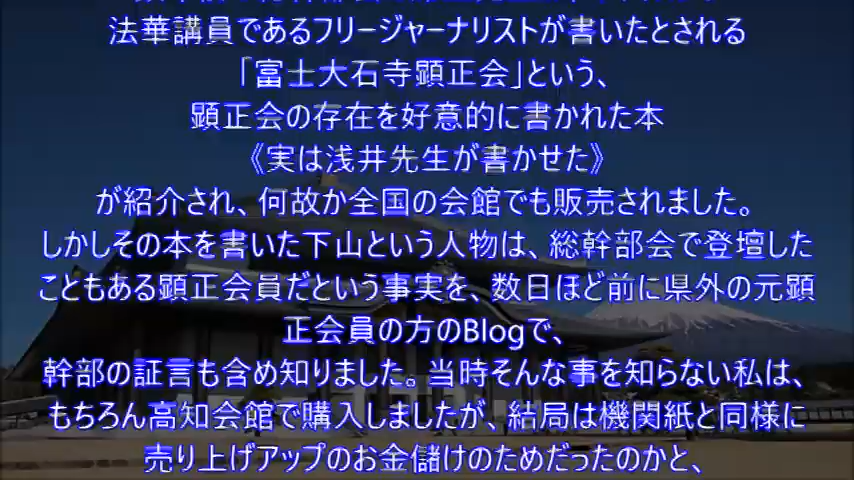 法華講員であるフリージャーナリストが書いたとされる
「富士大石寺顕正会」という、
顕正会の存在を好意的に書かれた本
《実は浅井先生が書かせた》
が紹介され、何故か全国の会館でも販売されました。
しかしその本を書いた下山という人物は、総幹部会で登壇した
こともある顕正会員だという事実を、数日ほど前に県外の元顕
正会員の方のBlogで、
幹部の証言も含め知りました。当時そんな事を知らない私は、
もちろん高知会館で購入しましたが、結局は機関紙と同様に
売り上げアップのお金儲けのためだったのかと、